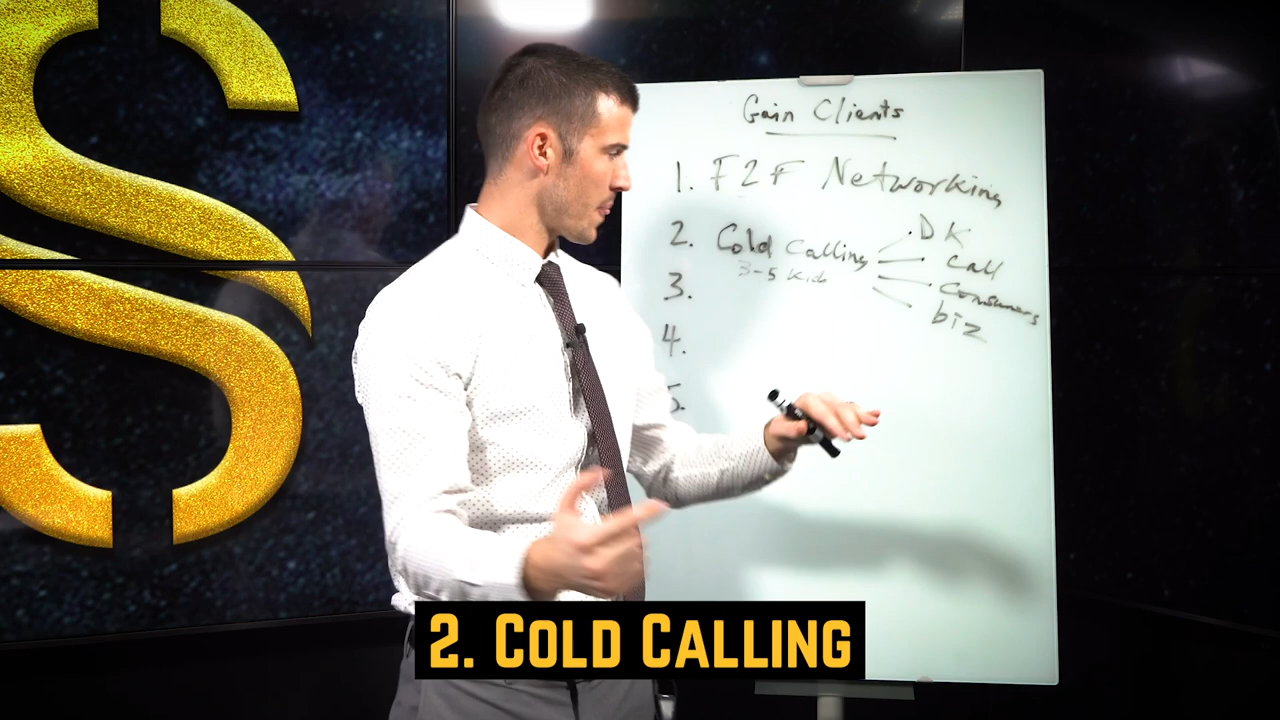 $
Gain Clients
1. F2F Networking
2. Cold Calling
DK
Call
3-5 kids
Consumers
3.
biz
4.
5.
2. COLD CALLING